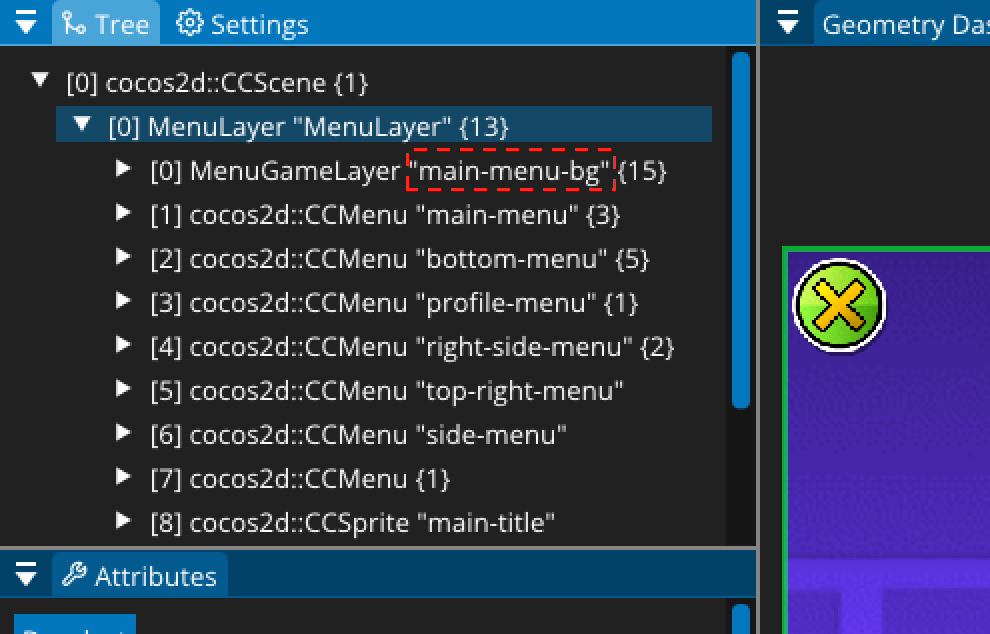 Tree Settings
[0] cocos2d::CCScene {1}
[0] MenuLayer "MenuLayer" {13}
[0] MenuGameLayer "main-menu-bg" {15}
[1] cocos2d::CCMenu "main-menu" {3}
[2] cocos2d::CCMenu "bottom-menu" {5}
[3] cocos2d::CCMenu "profile-menu" {1}
[4] cocos2d::CCMenu "right-side-menu" {2}
[5] cocos2d::CCMenu "top-right-menu"
[6] cocos2d::CCMenu "side-menu"
[7] cocos2d::CCMenu {1}
[8] cocos2d::CCSprite "main-title"
Attributes
Geometry Das